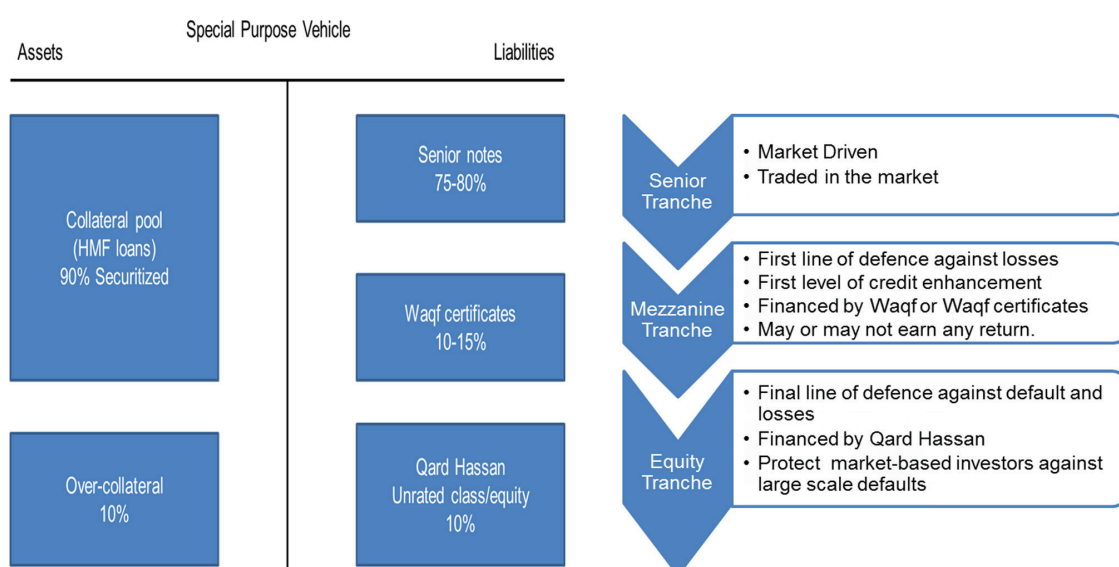 Special Purpose Vehicle
Assets
Liabilities
Collateral pool
(HMF loans)
90% Securitized
Over-collateral
10%
Senior notes
75-80%
Waqf certificates
10-15%
Qard Hassan
Unrated class/equity
10%
Senior
Tranche
• Market Driven
• Traded in the market
Mezzanine
Tranche
• First line of defence against losses
• First level of credit enhancement
• Financed by Waqf or Waqf certificates
• May or may not earn any return.
Equity
Tranche
• Final line of defence against default and
losses
• Financed by Qard Hassan
• Protect market-based investors against
large scale defaults